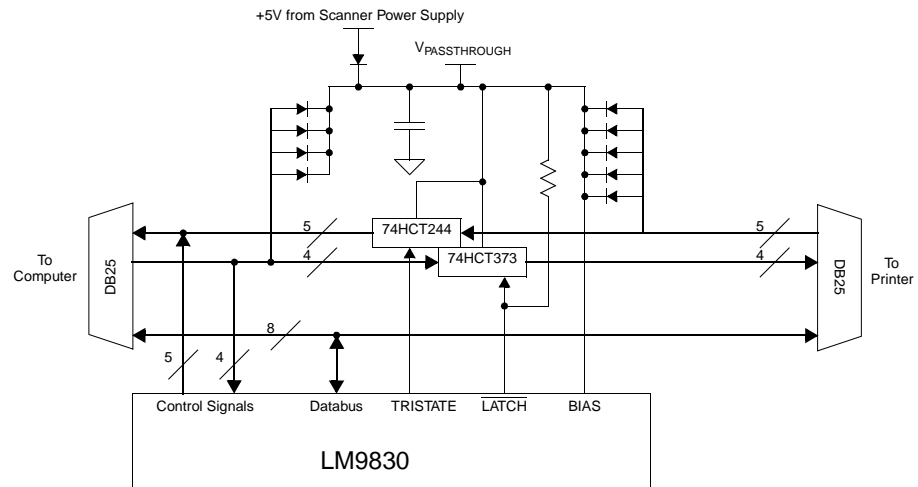 +5V from Scanner Power Supply
VPASSTHROUGH
5
74HCT244
5
To
Computer
DB25
4
74HCT373
4
DB25
To
Printer
8
5
4
Control Signals
Databus
TRISTATE
LATCH
BIAS
LM9830